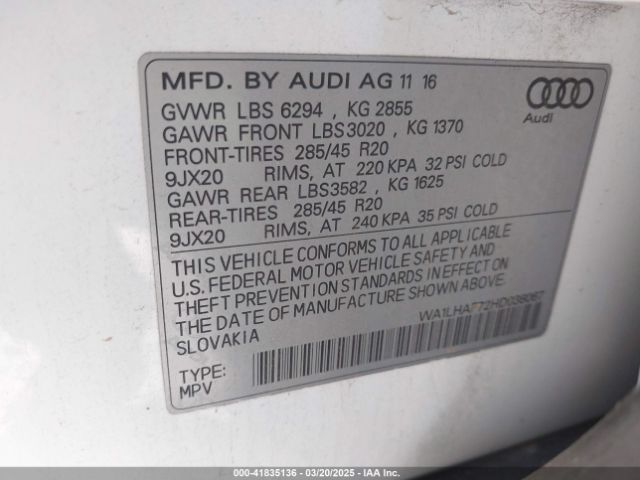 MFD. BY AUDI AG 11 16
Audi
GVWR LBS 6294 , KG 2855
GAWR FRONT LBS3020 , KG 1370
FRONT-TIRES 285/45 R20
9JX20 RIMS, AT 220 KPA 32 PSI COLD
GAWR REAR LBS3582 , KG 1625
REAR-TIRES 285/45 R20
9JX20 RIMS, AT 240 KPA 35 PSI COLD
THIS VEHICLE CONFORMS TO ALL APPLICABLE
U.S. FEDERAL MOTOR VEHICLE SAFETY AND
THEFT PREVENTION STANDARDS IN EFFECT ON
THE DATE OF MANUFACTURE SHOWN ABOVE.
SLOVAKIA
WA1LHAF72HD038067
TYPE:
MPV
000-41835136 - 03/20/2025 - IAA Inc.